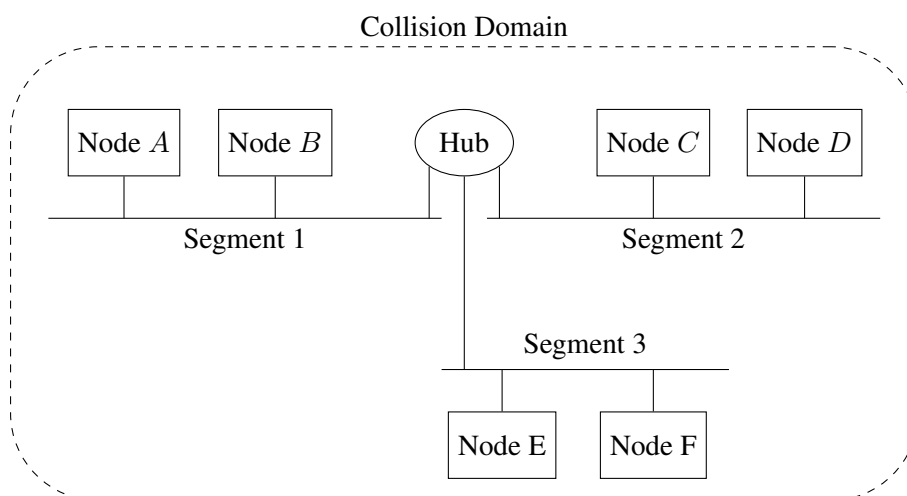 Collision Domain
Node A
Node B
Hub
Node C
Node D
Segment 1
Segment 2
Segment 3
Node E
Node F